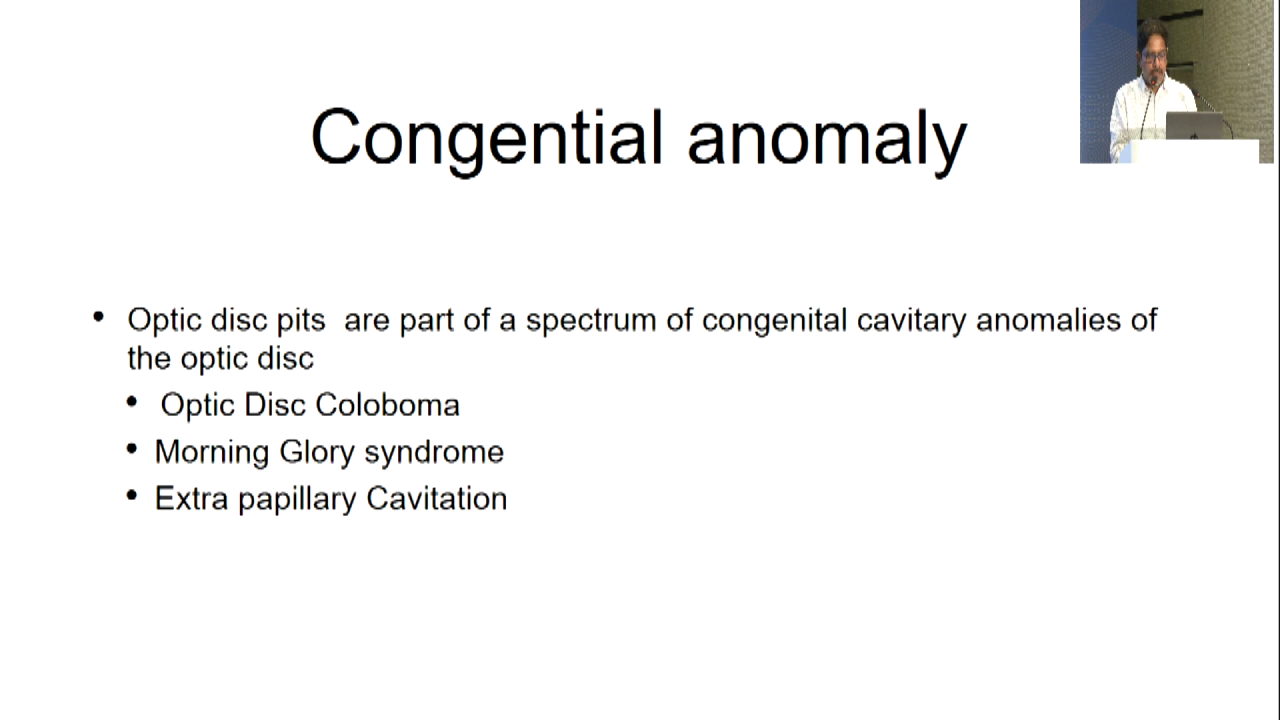 Congential anomaly
• Optic disc pits  are part of a spectrum of congenital cavitary anomalies of
the optic disc
• Optic Disc Coloboma
• Morning Glory syndrome
• Extra papillary Cavitation